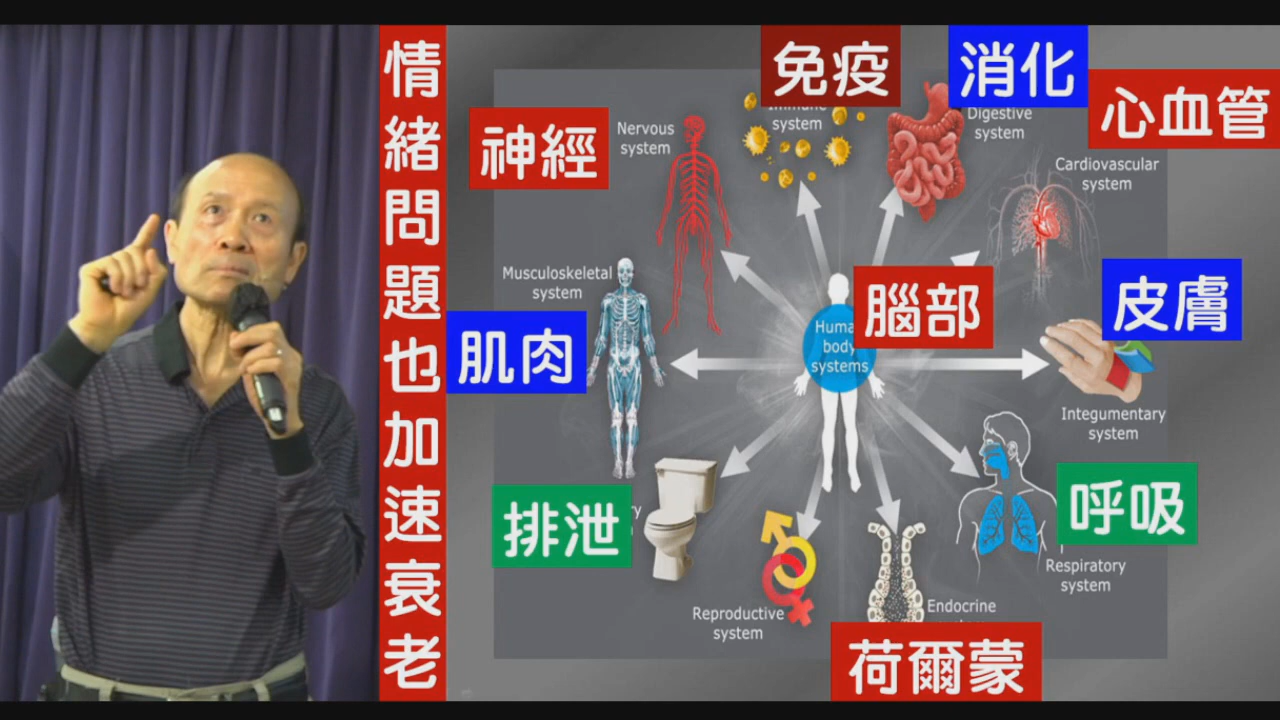 情緒問題也加速衰老
免疫
消化
心血管
神經
Nervous
system
Immune
system
Digestive
system
Cardiovascular
system
Musculoskeletal
system
肌肉
Human
body
systems
腦部
皮膚
Integumentary
system
排泄
呼吸
Respiratory
system
Reproductive
system
Endocrine
荷爾蒙